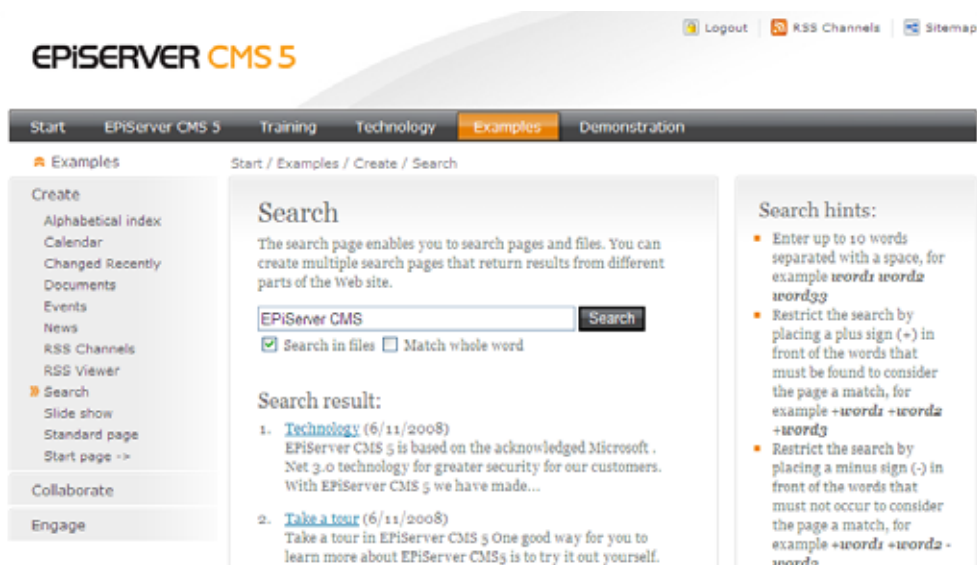 Logout
RSS Channels
Sitemap
EPiSERVER CMS 5
Start
EPiServer CMS 5
Training
Technology
Examples
Demonstration
Examples
Create
Alphabetical index
Calendar
Changed Recently
Documents
Events
News
RSS Channels
RSS Viewer
Search
Slide show
Standard page
Start page ->
Collaborate
Engage
Start / Examples / Create / Search
Search
The search page enables you to search pages and files. You can
create multiple search pages that return results from different
parts of the Web site.
EPiServer CMS
Search
Search in files
Match whole word
Search result:
1. Technology (6/11/2008)
EPiServer CMS 5 is based on the acknowledged Microsoft .
Net 3.0 technology for greater security for our customers.
With EPiServer CMS 5 we have made...
2. Take a tour (6/11/2008)
Take a tour in EPiServer CMS 5 One good way for you to
learn more about EPiServer CMS5 is to try it out yourself.
Search hints:
Enter up to 10 words
separated with a space, for
example word1 word2
word33
Restrict the search by
placing a plus sign (+) in
front of the words that
must be found to consider
the page a match, for
example +word1 +word2
+word3
Restrict the search by
placing a minus sign (-) in
front of the words that
must not occur to consider
the page a match, for
example +word1 +word2 -